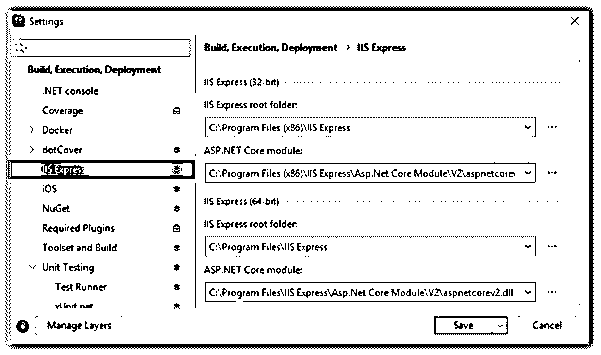 Settings
Build, Execution, Deployment
.NET console
Coverage
Docker
dotCover
IIS Express
iOS
NuGet
Required Plugins
Toolset and Build
Unit Testing
Test Runner
xUnit.net
Manage Layers
Build, Execution, Deployment > IIS Express
IIS Express (32-bit)
IIS Express root folder:
C:\Program Files (x86)\IIS Express
ASP.NET Core module:
C:\Program Files (x86)\IIS Express\Asp.Net Core Module\V2\aspnetcorev
IIS Express (64-bit)
IIS Express root folder:
C:\Program Files\IIS Express
ASP.NET Core module:
C:\Program Files\IIS Express\Asp.Net Core Module\V2\aspnetcorev2.dll
Save
Cancel